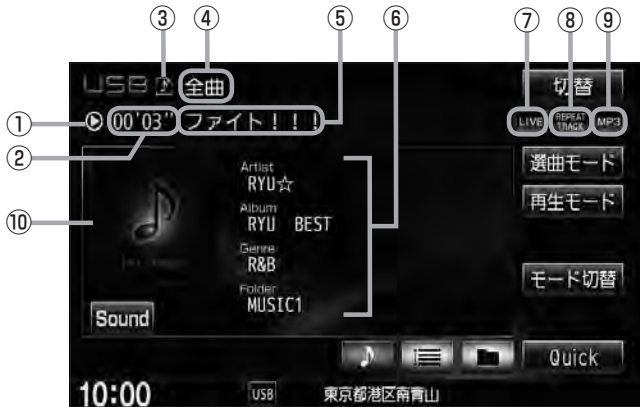 ③ ④ ⑤ ⑥ ⑦ ⑧ ⑨
USB 全曲 切替
① 00'03" ファイト!!! LIVE REPEAT TRACK MP3
②
Artist
RYU☆
Album
RYU BEST
Genre
R&B
Folder
MUSIC1
⑩
選曲モード
再生モード
モード切替
Sound
Quick
10:00 USB 東京都港区南青山